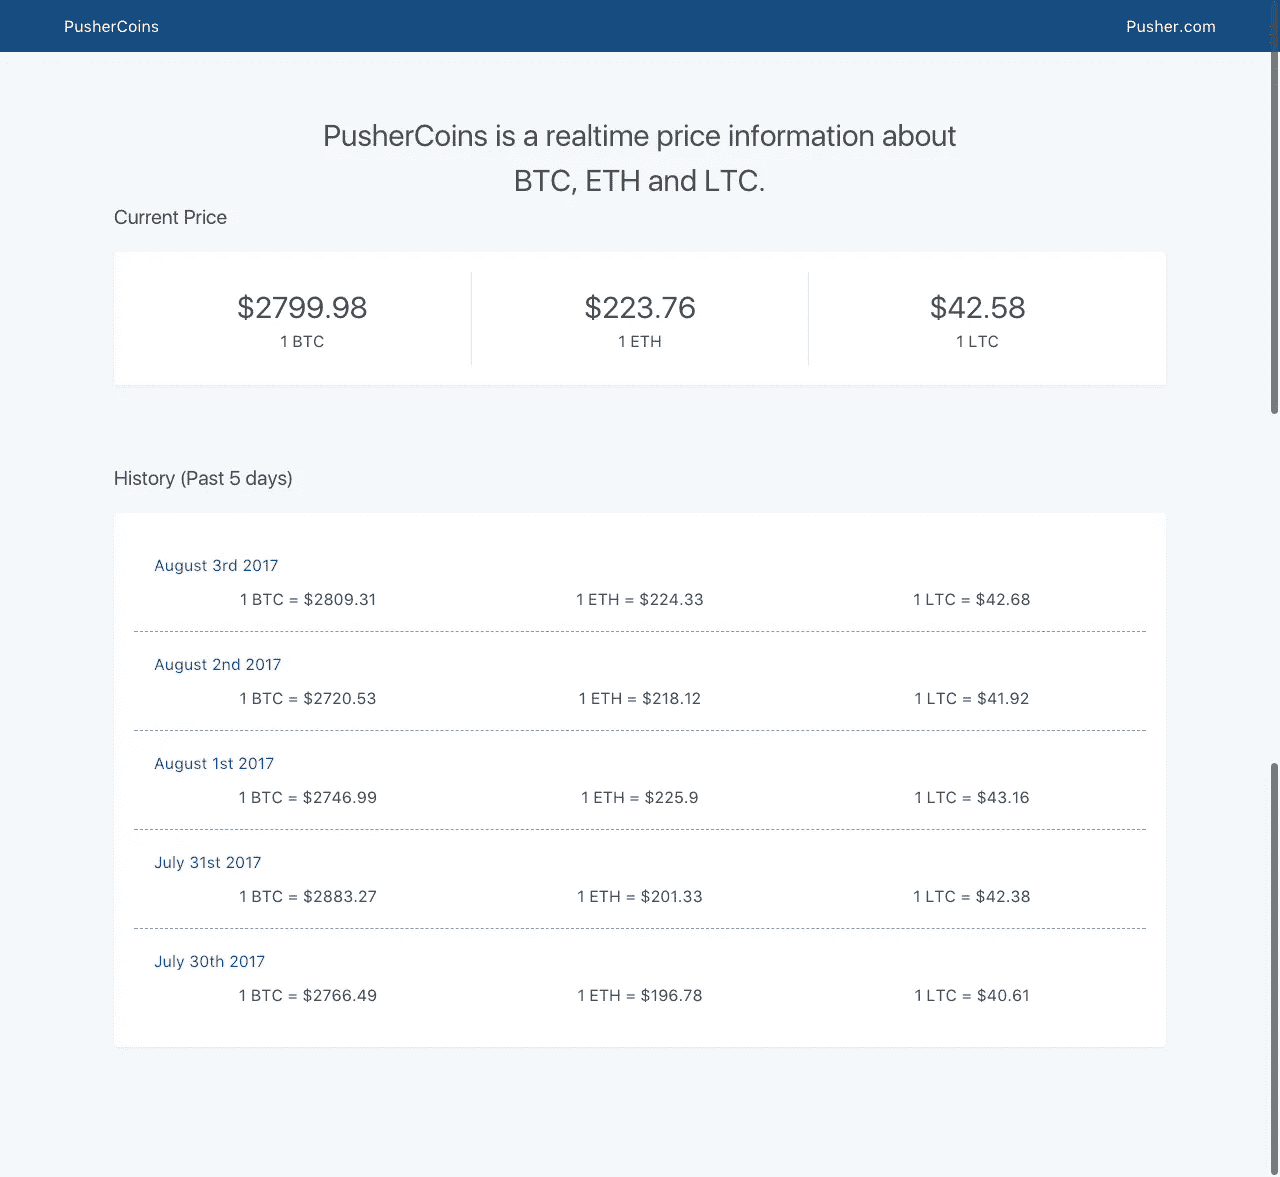 PusherCoins
Pusher.com
PusherCoins is a realtime price information about
BTC, ETH and LTC.
Current Price
$2799.98
1 BTC
$223.76
1 ETH
$42.58
1 LTC
History (Past 5 days)
August 3rd 2017
1 BTC = $2809.31
1 ETH = $224.33
1 LTC = $42.68
August 2nd 2017
1 BTC = $2720.53
1 ETH = $218.12
1 LTC = $41.92
August 1st 2017
1 BTC = $2746.99
1 ETH = $225.9
1 LTC = $43.16
July 31st 2017
1 BTC = $2883.27
1 ETH = $201.33
1 LTC = $42.38
July 30th 2017
1 BTC = $2766.49
1 ETH = $196.78
1 LTC = $40.61